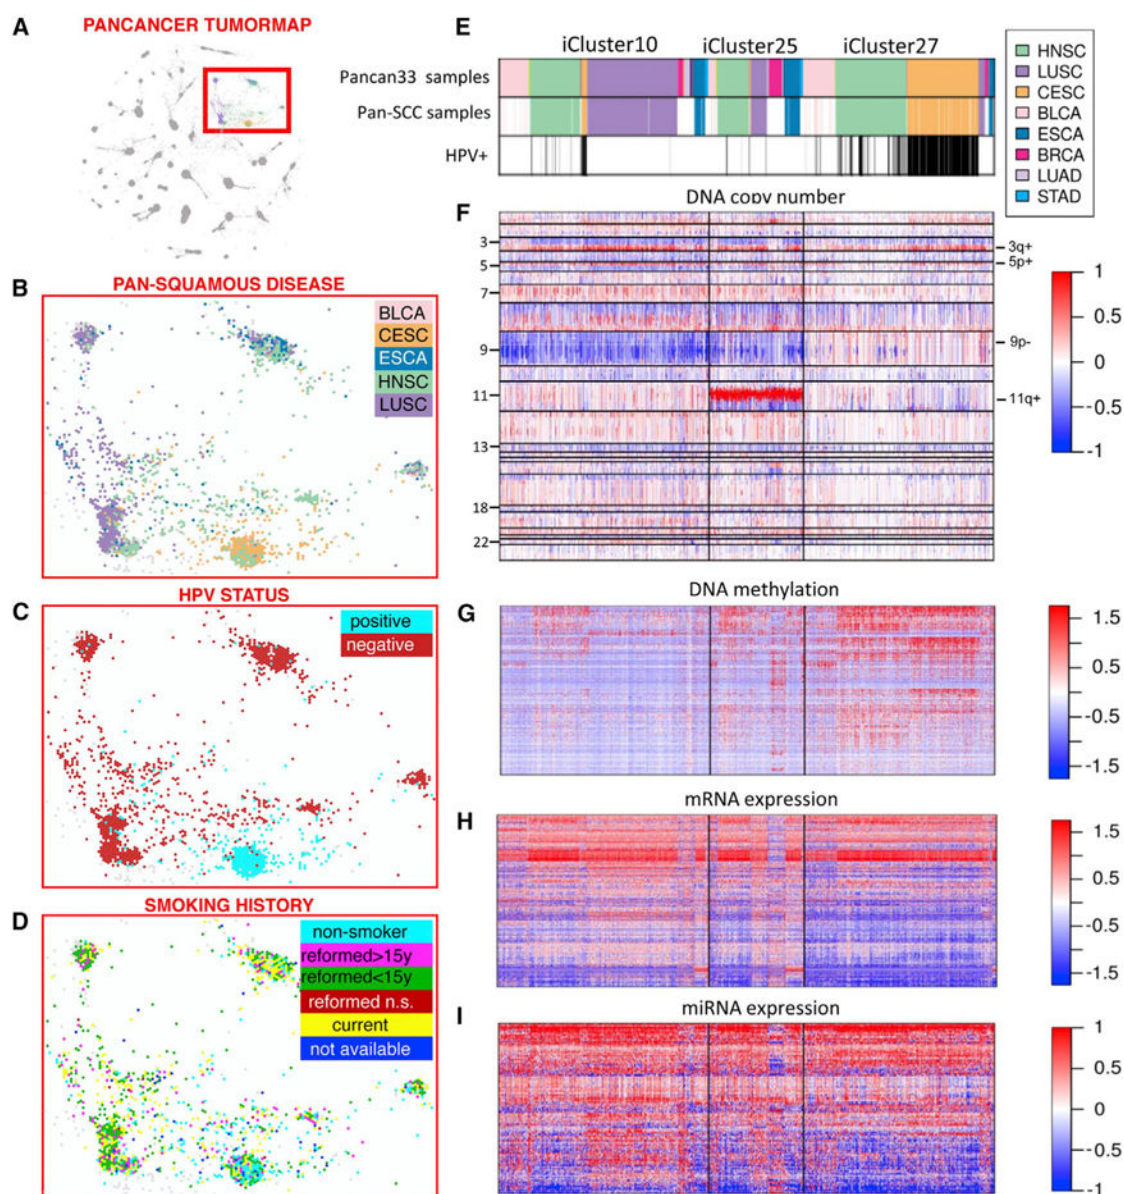 A
PANCANCER TUMORMAP
B
PAN-SQUAMOUS DISEASE
BLCA
CESC
ESCA
HNSC
LUSC
C
HPV STATUS
positive
negative
D
SMOKING HISTORY
non-smoker
reformed>15y
reformed<15y
reformed n.s.
current
not available
E
iCluster10 iCluster25 iCluster27
Pancan33 samples
Pan-SCC samples
HPV+
HNSC
LUSC
CESC
BLCA
ESCA
BRCA
LUAD
STAD
F
DNA copy number
3
5
7
9
11
13
18
22
3q+
5p+
9p-
11q+
1
0.5
0
-0.5
-1
G
DNA methylation
1.5
0.5
-0.5
-1.5
H
mRNA expression
1.5
0.5
-0.5
-1.5
I
miRNA expression
1
0.5
0
-0.5
-1